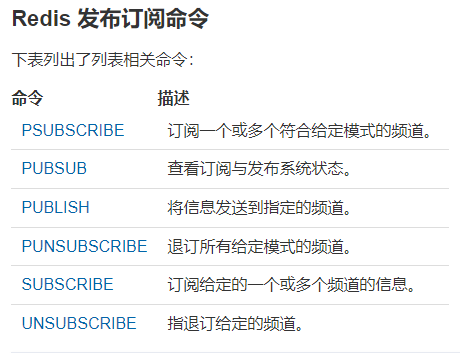 Redis 发布订阅命令
下表列出了列表相关命令：
命令 描述
PSUBSCRIBE 订阅一个或多个符合给定模式的频道。
PUBSUB 查看订阅与发布系统状态。
PUBLISH 将信息发送到指定的频道。
PUNSUBSCRIBE 退订所有给定模式的频道。
SUBSCRIBE 订阅给定的一个或多个频道的信息。
UNSUBSCRIBE 指退订给定的频道。